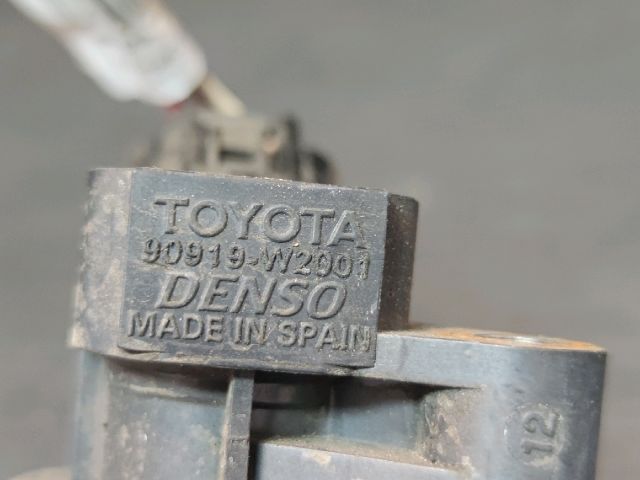 TOYOTA
90919-W2001
DENSO
MADE IN SPAIN
12